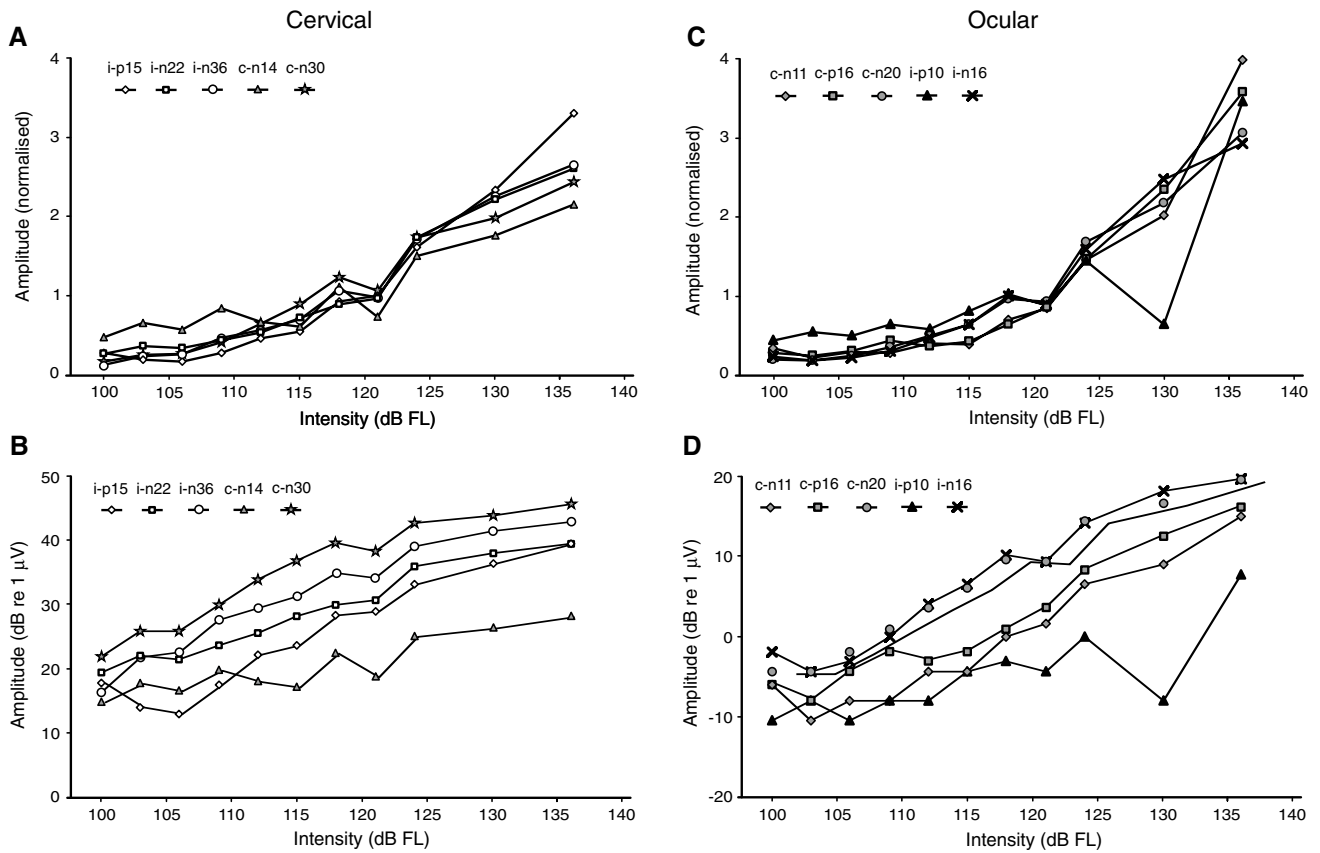 Cervical
Ocular
A
i-p15 i-n22 i-n36 c-n14 c-n30
Amplitude (normalised)
4
3
2
1
0
100 105 110 115 120 125 130 135 140
Intensity (dB FL)
C
c-n11 c-p16 c-n20 i-p10 i-n16
Amplitude (normalised)
4
3
2
1
0
100 105 110 115 120 125 130 135 140
Intensity (dB FL)
B
i-p15 i-n22 i-n36 c-n14 c-n30
Amplitude (dB re 1 µV)
50
40
30
20
10
0
100 105 110 115 120 125 130 135 140
Intensity (dB FL)
D
c-n11 c-p16 c-n20 i-p10 i-n16
Amplitude (dB re 1 µV)
20
10
0
-10
-20
100 105 110 115 120 125 130 135 140
Intensity (dB FL)